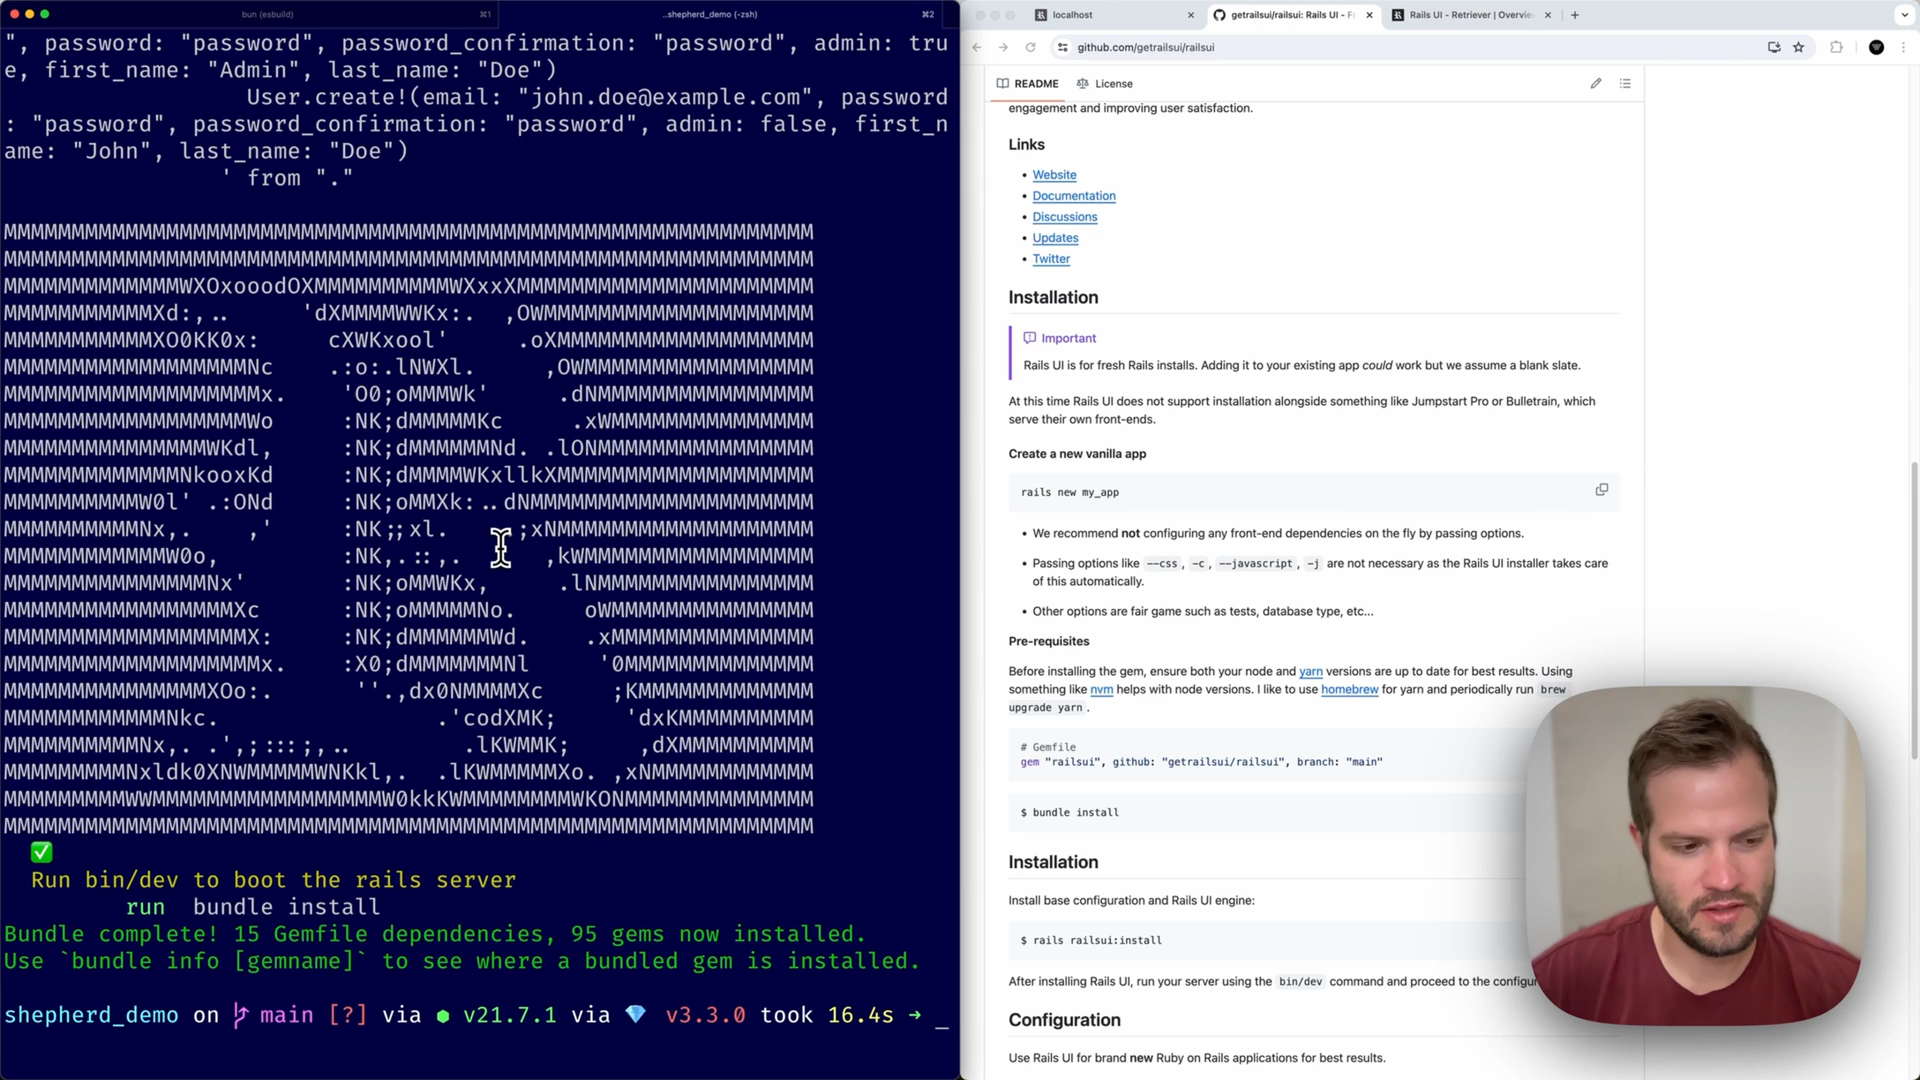 bun (esbuild)
⌘1
..shepherd_demo (-zsh)
⌘2
", password: "password", password_confirmation: "password", admin: tru
e, first_name: "Admin", last_name: "Doe")
User.create!(email: "john.doe@example.com", password
: "password", password_confirmation: "password", admin: false, first_n
ame: "John", last_name: "Doe")
' from "."
✅
Run bin/dev to boot the rails server
run  bundle install
Bundle complete! 15 Gemfile dependencies, 95 gems now installed.
Use `bundle info [gemname]` to see where a bundled gem is installed.
shepherd_demo on main [?] via v21.7.1 via 💎 v3.3.0 took 16.4s → _
localhost
getrailsui/railsui: Rails UI - F
Rails UI - Retriever | Overvie
github.com/getrailsui/railsui
README
License
engagement and improving user satisfaction.
Links
• Website
• Documentation
• Discussions
• Updates
• Twitter
Installation
Important
Rails UI is for fresh Rails installs. Adding it to your existing app could work but we assume a blank slate.
At this time Rails UI does not support installation alongside something like Jumpstart Pro or Bulletrain, which
serve their own front-ends.
Create a new vanilla app
rails new my_app
• We recommend not configuring any front-end dependencies on the fly by passing options.
• Passing options like --css, -c, --javascript, -j are not necessary as the Rails UI installer takes care
of this automatically.
• Other options are fair game such as tests, database type, etc...
Pre-requisites
Before installing the gem, ensure both your node and yarn versions are up to date for best results. Using
something like nvm helps with node versions. I like to use homebrew for yarn and periodically run brew
upgrade yarn.
# Gemfile
gem "railsui", github: "getrailsui/railsui", branch: "main"
$ bundle install
Installation
Install base configuration and Rails UI engine:
$ rails railsui:install
After installing Rails UI, run your server using the bin/dev command and proceed to the configur
Configuration
Use Rails UI for brand new Ruby on Rails applications for best results.